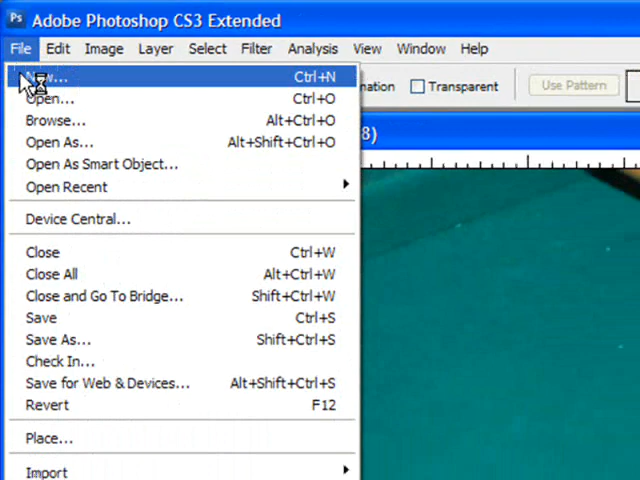 Ps Adobe Photoshop CS3 Extended
File Edit Image Layer Select Filter Analysis View Window Help
Ctrl+N
Open... Ctrl+O
Browse... Alt+Ctrl+O
Open As... Alt+Shift+Ctrl+O
Open As Smart Object...
Open Recent
Device Central...
Close Ctrl+W
Close All Alt+Ctrl+W
Close and Go To Bridge... Shift+Ctrl+W
Save Ctrl+S
Save As... Shift+Ctrl+S
Check In...
Save for Web & Devices... Alt+Shift+Ctrl+S
Revert F12
Place...
Import
nation Transparent Use Pattern
8)